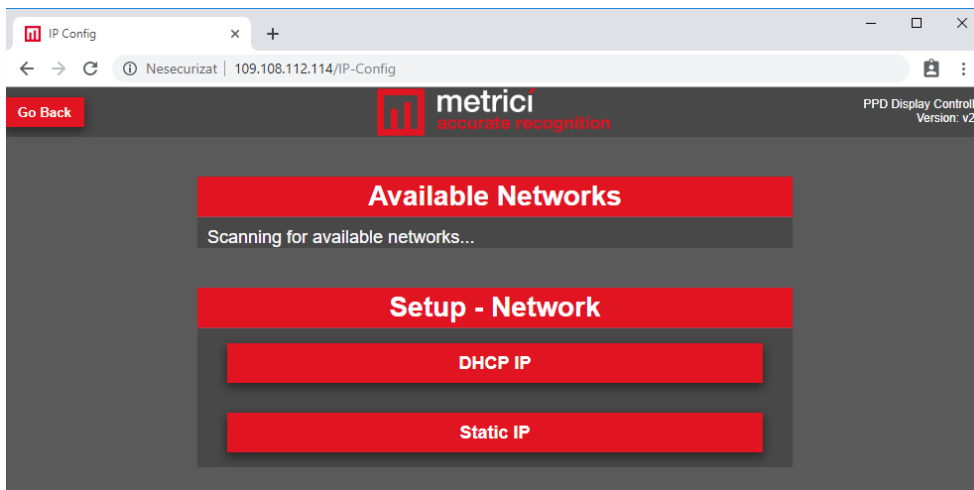 IP Config
Nesecurizat | 109.108.112.114/IP-Config
Go Back
metrici
accurate recognition
PPD Display Controll
Version: v2
Available Networks
Scanning for available networks...
Setup - Network
DHCP IP
Static IP